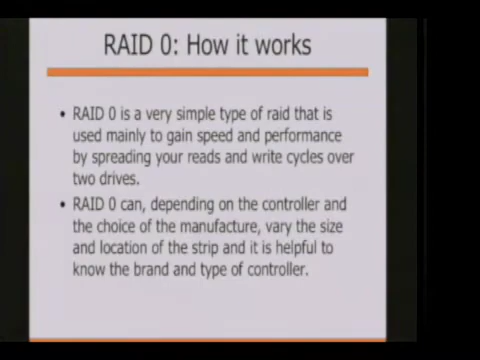 RAID 0: How it works
• RAID 0 is a very simple type of raid that is
used mainly to gain speed and performance
by spreading your reads and write cycles over
two drives.
• RAID 0 can, depending on the controller and
the choice of the manufacture, vary the size
and location of the strip and it is helpful to
know the brand and type of controller.